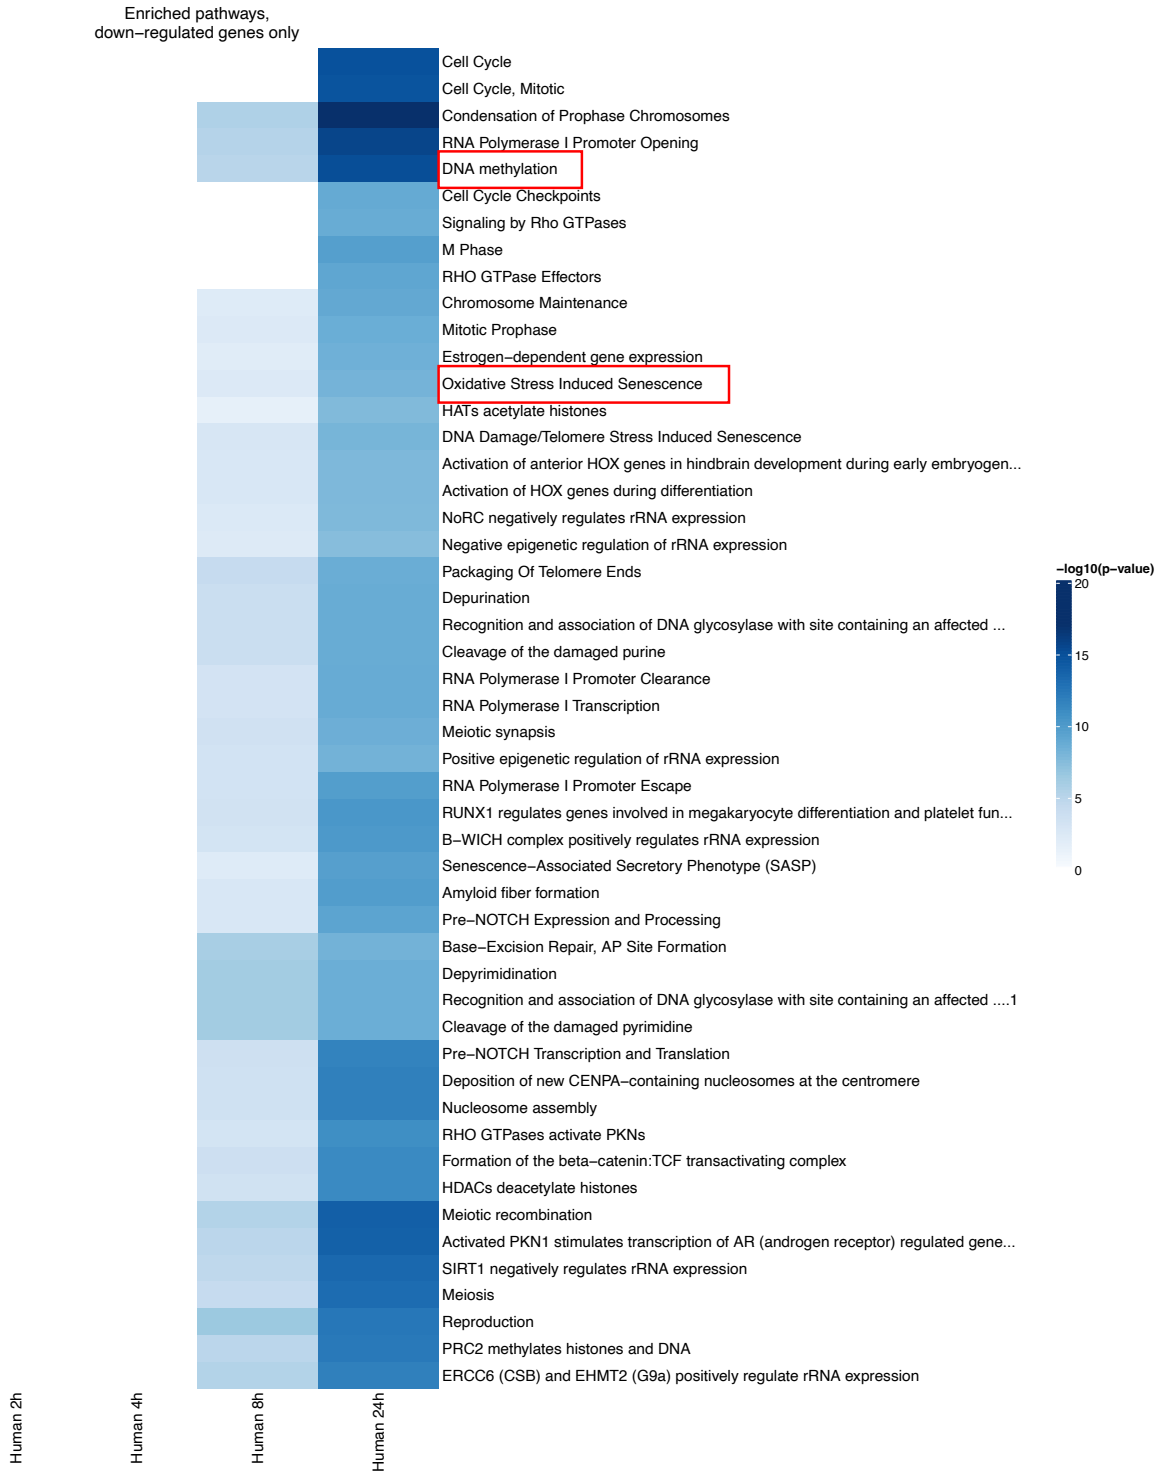 Enriched pathways,
down−regulated genes only
Cell Cycle
Cell Cycle, Mitotic
Condensation of Prophase Chromosomes
RNA Polymerase I Promoter Opening
DNA methylation
Cell Cycle Checkpoints
Signaling by Rho GTPases
M Phase
RHO GTPase Effectors
Chromosome Maintenance
Mitotic Prophase
Estrogen−dependent gene expression
Oxidative Stress Induced Senescence
HATs acetylate histones
DNA Damage/Telomere Stress Induced Senescence
Activation of anterior HOX genes in hindbrain development during early embryogen...
Activation of HOX genes during differentiation
NoRC negatively regulates rRNA expression
Negative epigenetic regulation of rRNA expression
Packaging Of Telomere Ends
Depurination
Recognition and association of DNA glycosylase with site containing an affected ...
Cleavage of the damaged purine
RNA Polymerase I Promoter Clearance
RNA Polymerase I Transcription
Meiotic synapsis
Positive epigenetic regulation of rRNA expression
RNA Polymerase I Promoter Escape
RUNX1 regulates genes involved in megakaryocyte differentiation and platelet fun...
B−WICH complex positively regulates rRNA expression
Senescence−Associated Secretory Phenotype (SASP)
Amyloid fiber formation
Pre−NOTCH Expression and Processing
Base−Excision Repair, AP Site Formation
Depyrimidination
Recognition and association of DNA glycosylase with site containing an affected ....1
Cleavage of the damaged pyrimidine
Pre−NOTCH Transcription and Translation
Deposition of new CENPA−containing nucleosomes at the centromere
Nucleosome assembly
RHO GTPases activate PKNs
Formation of the beta−catenin:TCF transactivating complex
HDACs deacetylate histones
Meiotic recombination
Activated PKN1 stimulates transcription of AR (androgen receptor) regulated gene...
SIRT1 negatively regulates rRNA expression
Meiosis
Reproduction
PRC2 methylates histones and DNA
ERCC6 (CSB) and EHMT2 (G9a) positively regulate rRNA expression
Human 2h
Human 4h
Human 8h
Human 24h
−log10(p−value)
20
15
10
5
0